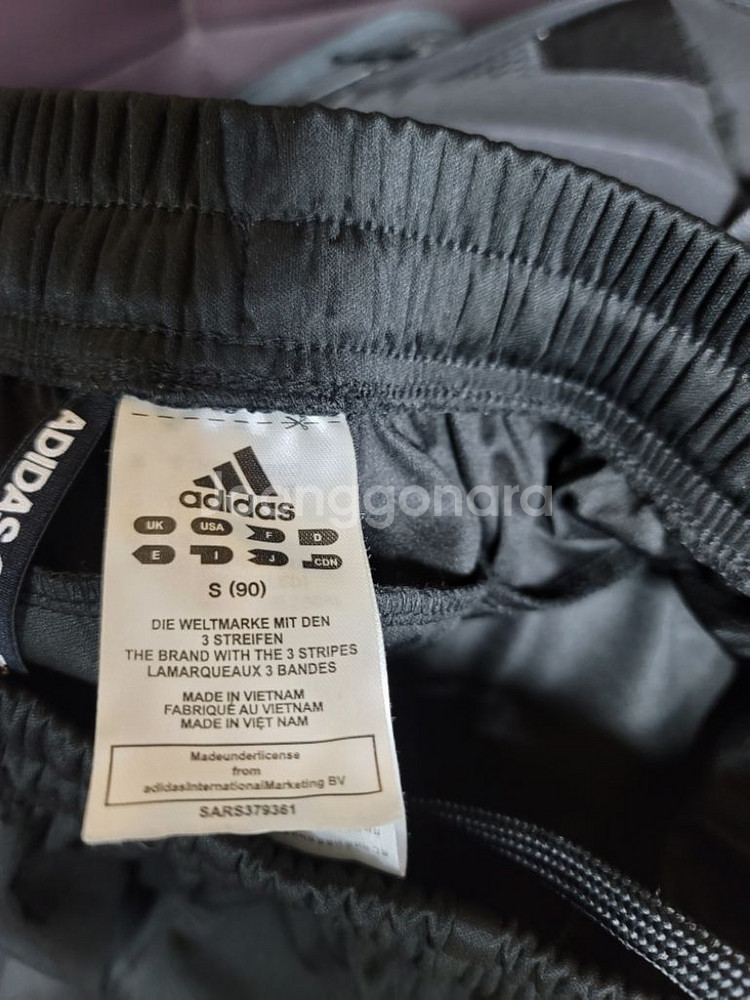 ADIDAS
adidas
UK USA F D
E I J CDN
S (90)
DIE WELTMARKE MIT DEN
3 STREIFEN
THE BRAND WITH THE 3 STRIPES
LAMARQUEAUX 3 BANDES
MADE IN VIETNAM
FABRIQUÉ AU VIETNAM
MADE IN VIỆT NAM
Madeunderlicense
from
adidasInternationalMarketing BV
SARS379361